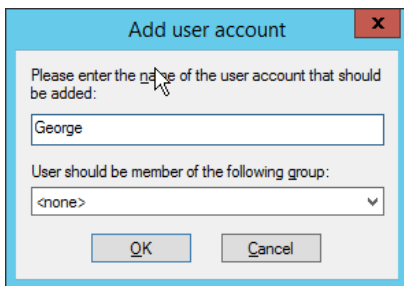 Add user account
x
Please enter the name of the user account that should
be added:
George
User should be member of the following group:
<none>
OK
Cancel